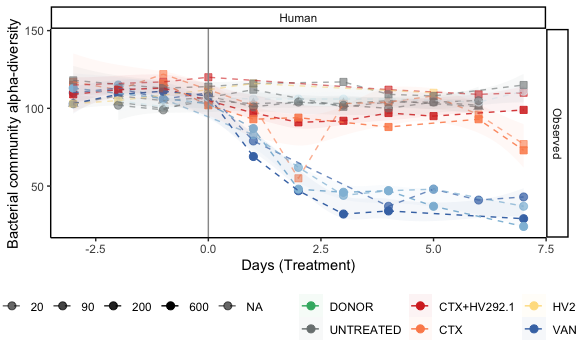 Human
Bacterrial community alpha-diversity
150
100
50
Observed
-2.5 0.0 2.5 5.0 7.5
Days (Treatment)
20 90 200 600 NA
DONOR CTX+HV292.1 HV2
UNTREATED CTX VAN